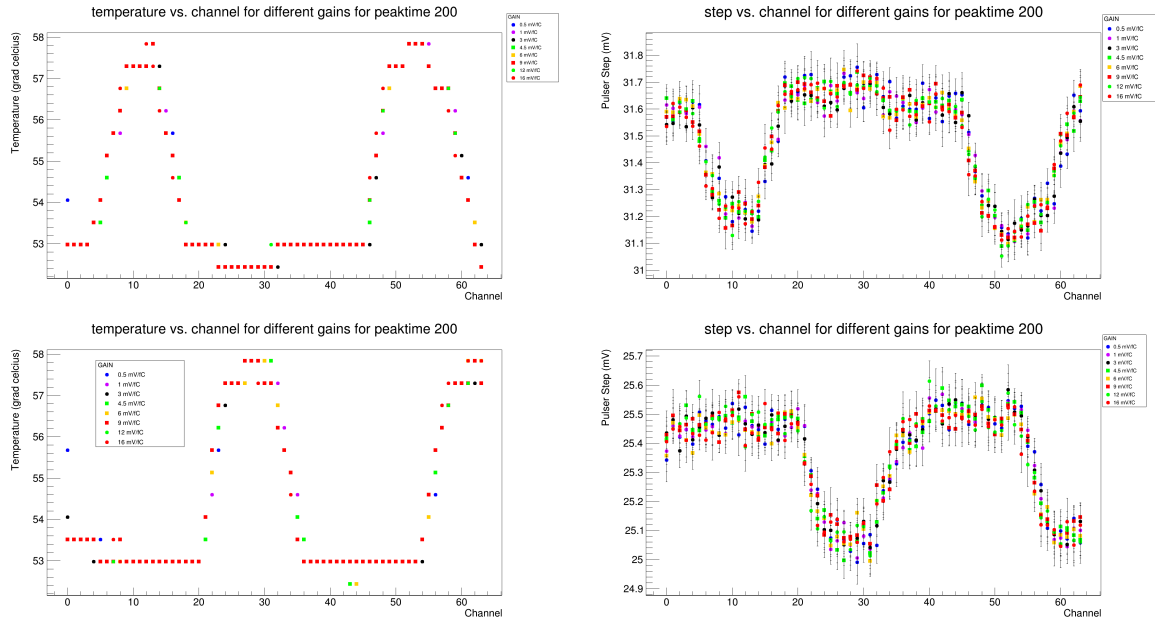 temperature vs. channel for different gains for peaktime 200
Temperature (grad celcius)
58
57
56
55
54
53
0
10
20
30
40
50
60
Channel
GAIN
0.5 mV/fC
1 mV/fC
3 mV/fC
4.5 mV/fC
6 mV/fC
9 mV/fC
12 mV/fC
16 mV/fC
step vs. channel for different gains for peaktime 200
Pulser Step (mV)
31.8
31.7
31.6
31.5
31.4
31.3
31.2
31.1
31
0
10
20
30
40
50
60
Channel
GAIN
0.5 mV/fC
1 mV/fC
3 mV/fC
4.5 mV/fC
6 mV/fC
9 mV/fC
12 mV/fC
16 mV/fC
temperature vs. channel for different gains for peaktime 200
Temperature (grad celcius)
58
57
56
55
54
53
0
10
20
30
40
50
60
Channel
GAIN
0.5 mV/fC
1 mV/fC
3 mV/fC
4.5 mV/fC
6 mV/fC
9 mV/fC
12 mV/fC
16 mV/fC
step vs. channel for different gains for peaktime 200
Pulser Step (mV)
25.7
25.6
25.5
25.4
25.3
25.2
25.1
25
24.9
0
10
20
30
40
50
60
Channel
GAIN
0.5 mV/fC
1 mV/fC
3 mV/fC
4.5 mV/fC
6 mV/fC
9 mV/fC
12 mV/fC
16 mV/fC